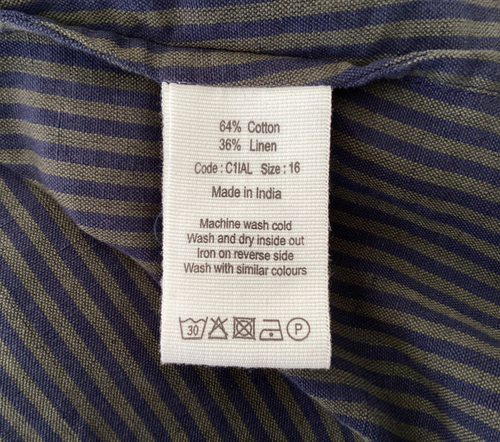 64% Cotton
36% Linen
Code : C1IAL Size : 16
Made in India
Machine wash cold
Wash and dry inside out
Iron on reverse side
Wash with similar colours
30 P